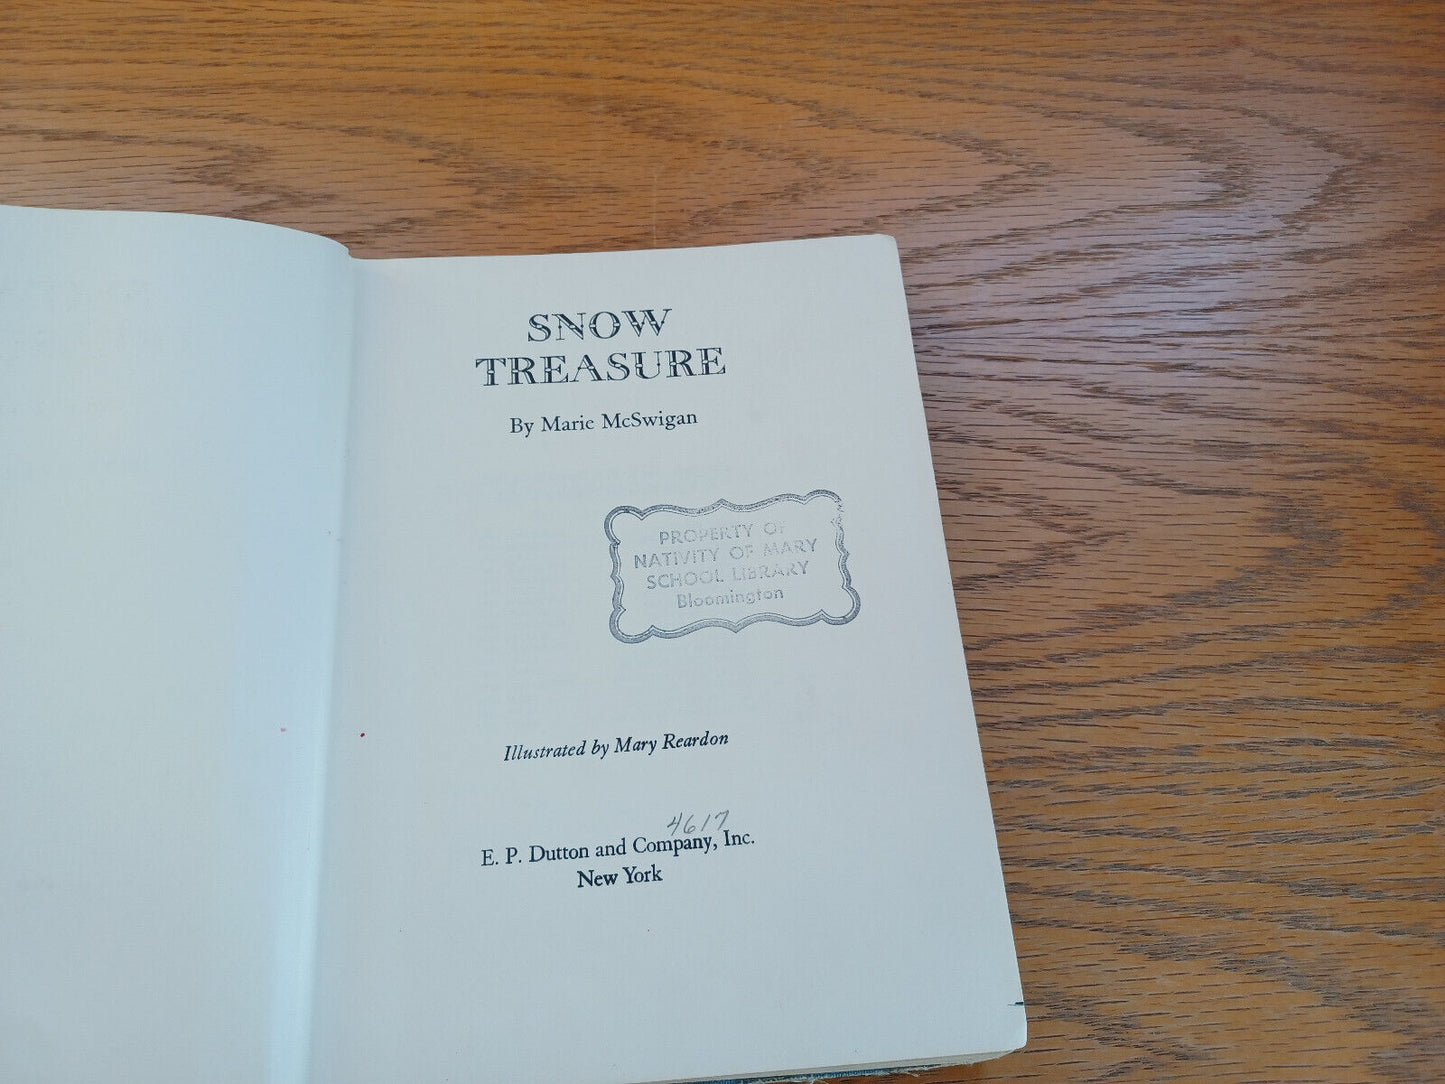 SNOW
TREASURE
By Marie McSwigan
PROPERTY OF
NATIVITY OF MARY
SCHOOL LIBRARY
Bloomington
Illustrated by Mary Reardon
4617
E. P. Dutton and Company, Inc.
New York